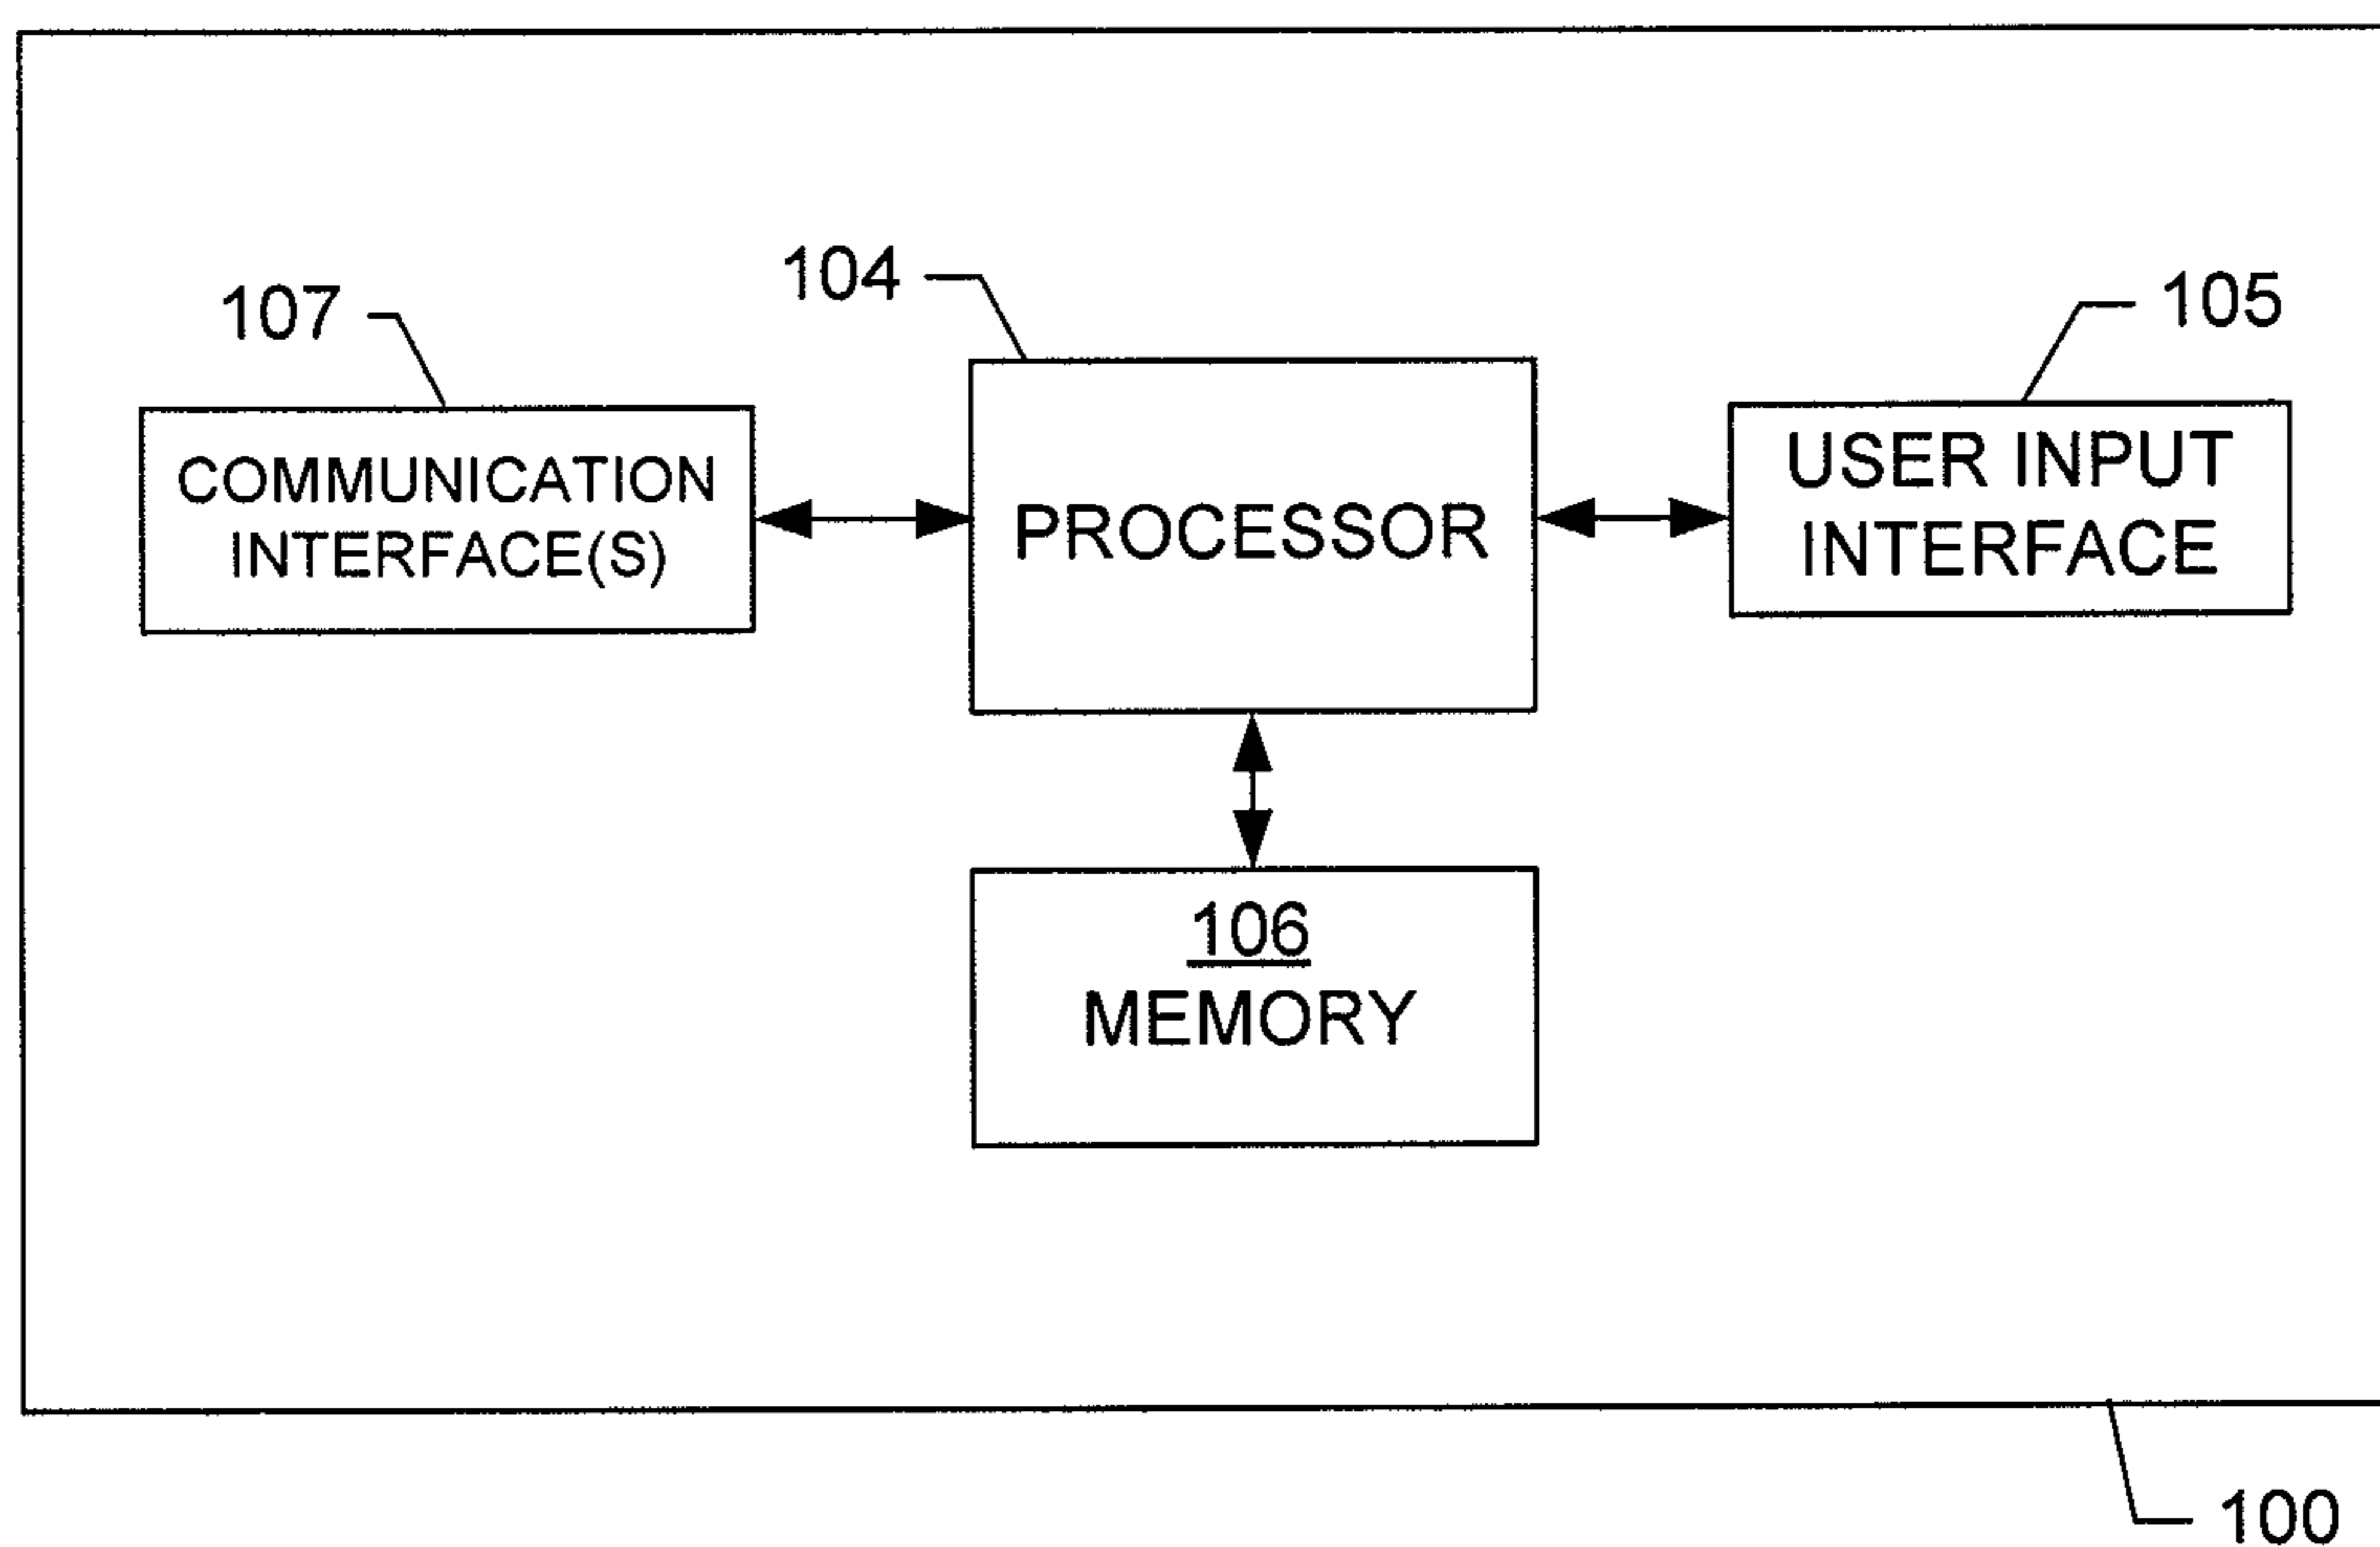 104
107
105
COMMUNICATION
INTERFACE(S)
PROCESSOR
USER INPUT
INTERFACE
106
MEMORY
100